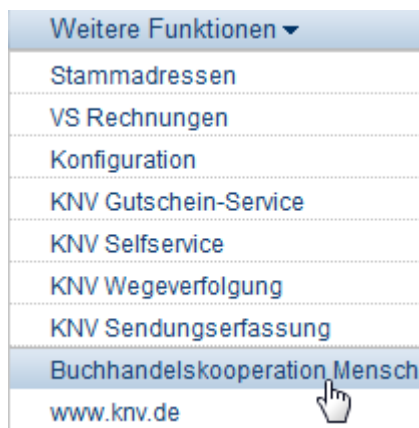 Weitere Funktionen
Stammadressen
VS Rechnungen
Konfiguration
KNV Gutschein-Service
KNV Selfservice
KNV Wegeverfolgung
KNV Sendungserfassung
Buchhandelskooperation Mensch
www.knv.de